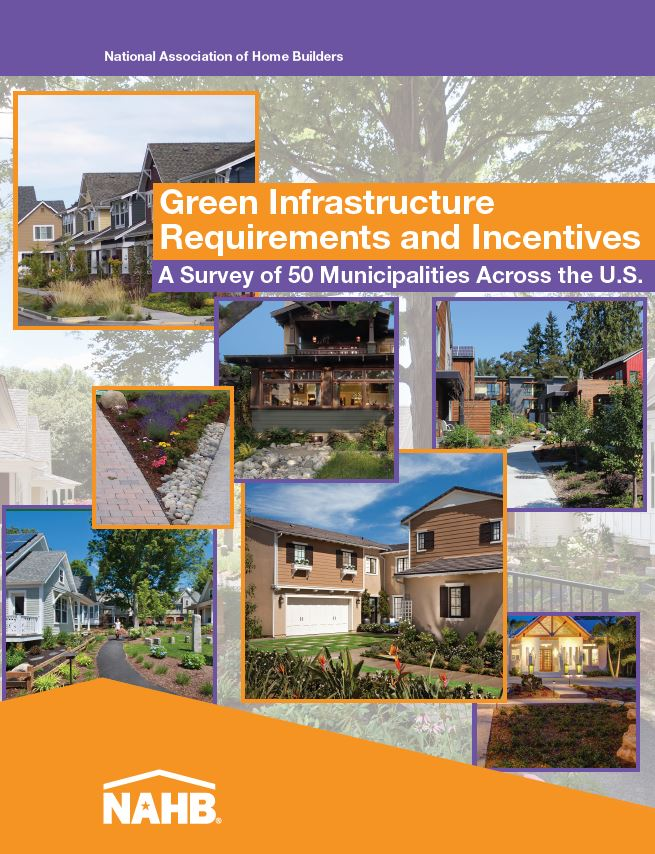 National Association of Home Builders
Green Infrastructure
Requirements and Incentives
A Survey of 50 Municipalities Across the U.S.
NAHB®